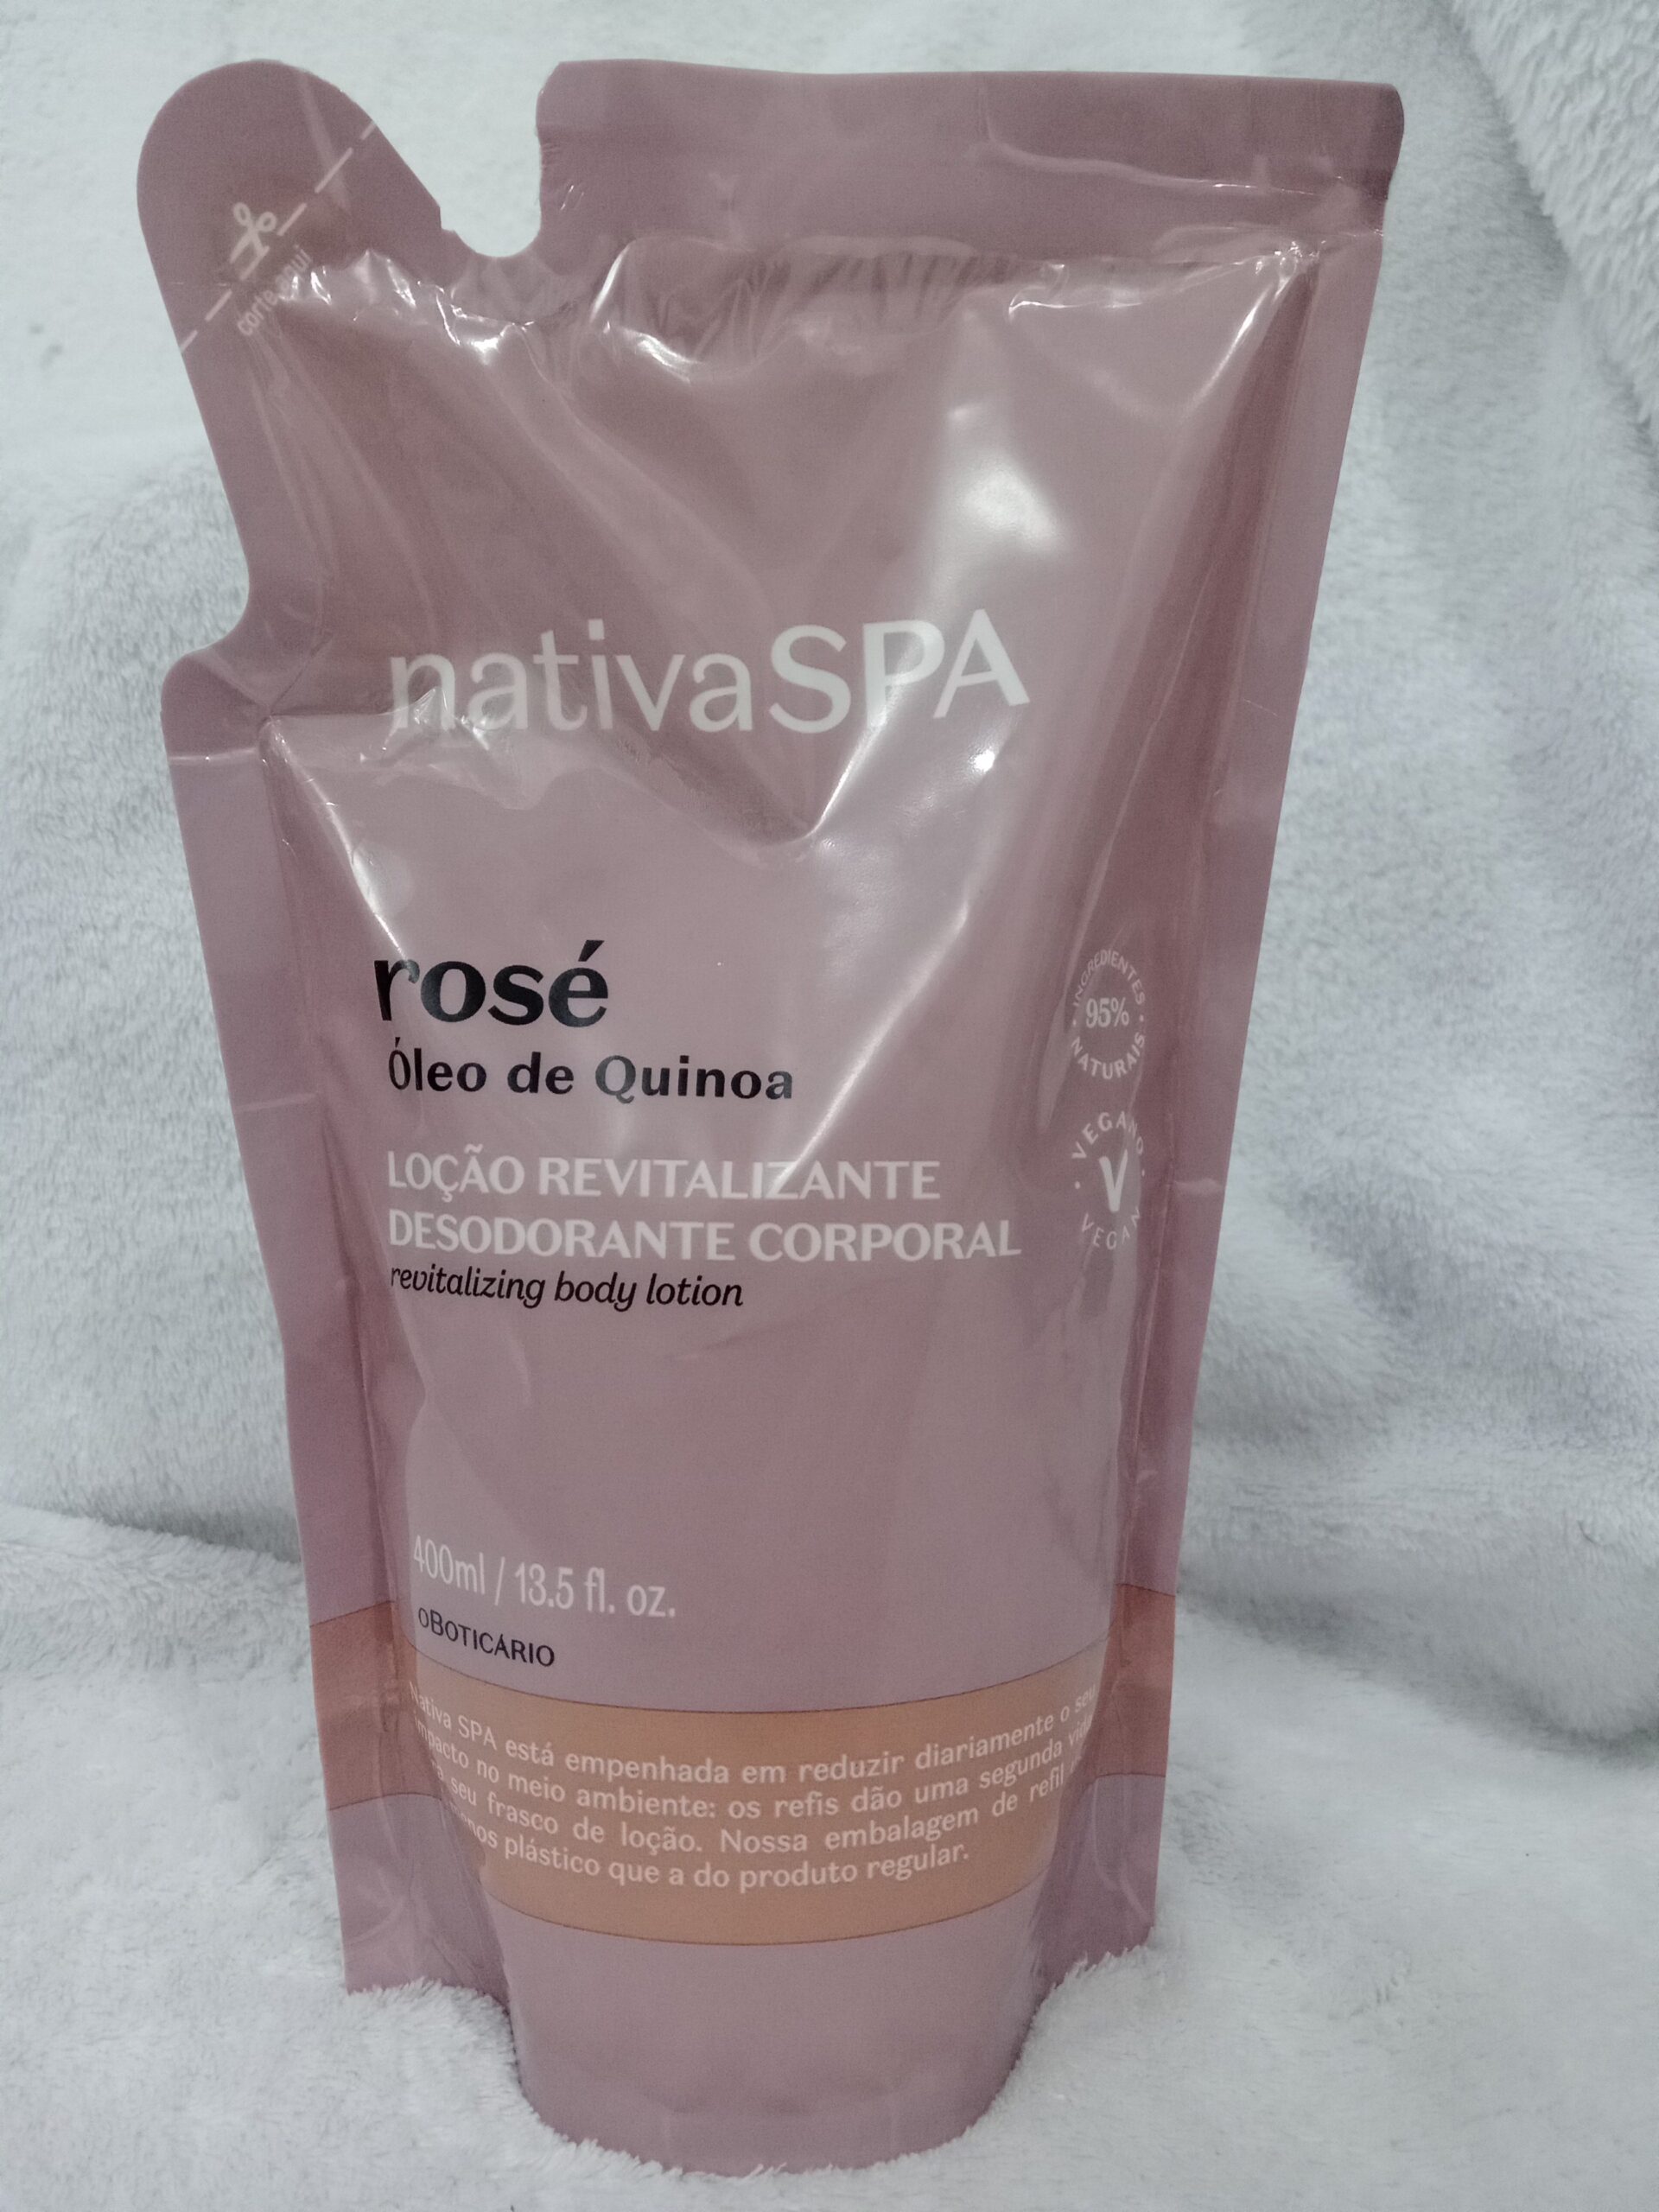 corte aqui
nativaSPA
rosé
Óleo de Quinoa
INGREDIENTES
95%
NATURAIS
LOÇÃO REVITALIZANTE
DESODORANTE CORPORAL
revitalizing body lotion
VEGANO
V
VEGAN
400ml / 13.5 fl. oz.
oBOTICÁRIO
Nativa SPA está empenhada em reduzir diariamente o seu
impacto no meio ambiente: os refis dão uma segunda vida
seu frasco de loção. Nossa embalagem de refil
plástico que a do produto regular.